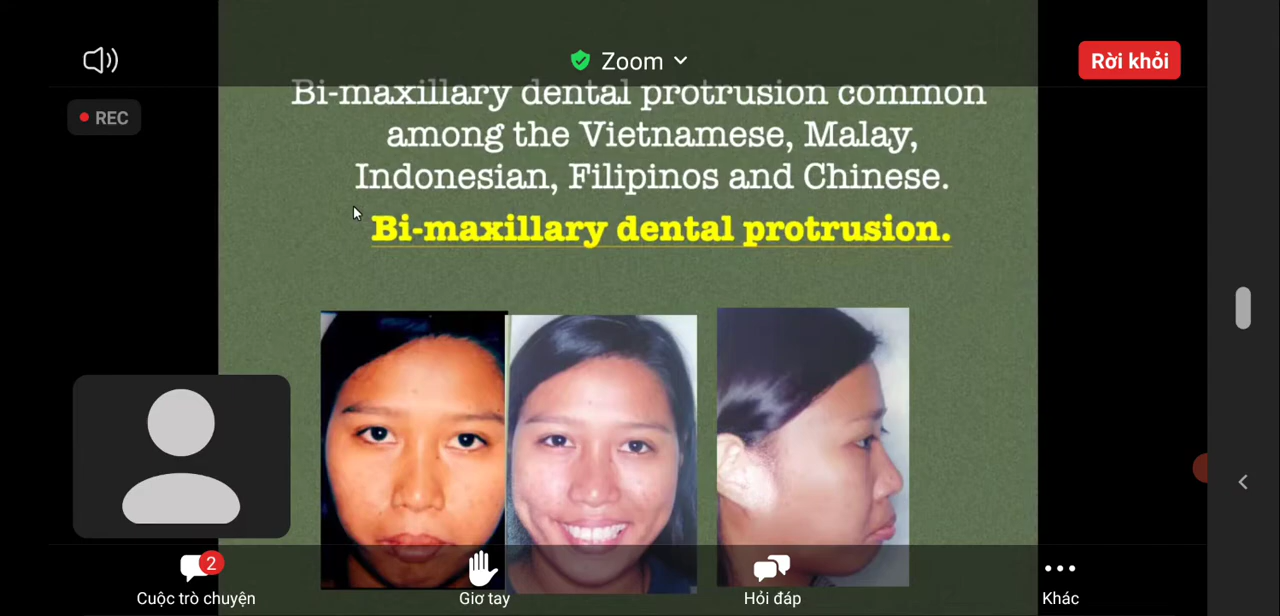 Zoom
Rời khỏi
REC
Bi-maxillary dental protrusion common
among the Vietnamese, Malay,
Indonesian, Filipinos and Chinese.
Bi-maxillary dental protrusion.
2
Cuộc trò chuyện
Giơ tay
Hỏi đáp
Khác